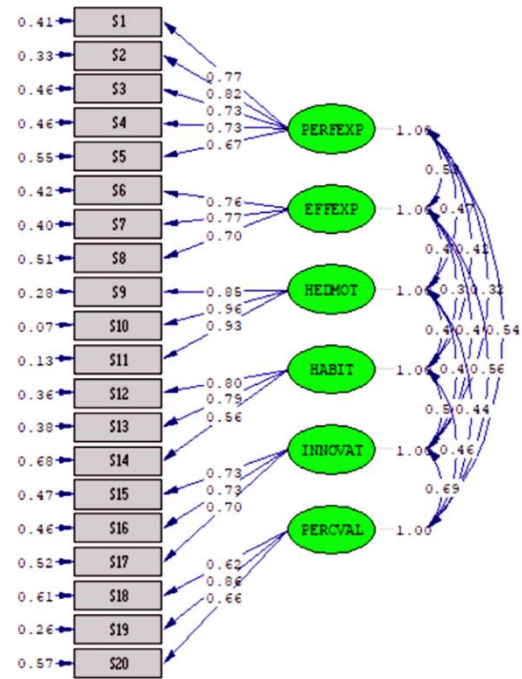 0.41 S1
0.33 S2
0.46 S3
0.46 S4
0.55 S5
0.42 S6
0.40 S7
0.51 S8
0.28 S9
0.07 S10
0.13 S11
0.36 S12
0.38 S13
0.68 S14
0.47 S15
0.46 S16
0.52 S17
0.61 S18
0.26 S19
0.57 S20
0.77
0.82
0.73
0.73
0.67
0.76
0.77
0.70
0.85
0.96
0.93
0.80
0.79
0.56
0.73
0.73
0.70
0.62
0.86
0.66
PERFEXP 1.00
EFFEXP 1.00
HEDMOT 1.00
HABIT 1.00
INNOVAT 1.00
PERCVAL 1.00
0.47
0.41
0.32
0.54
0.56
0.44
0.46
0.69